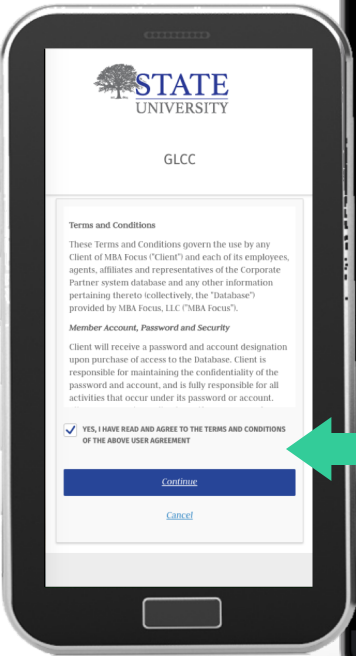 STATE
UNIVERSITY
GLCC
Terms and Conditions
These Terms and Conditions govern the use by any
Client of MBA Focus ("Client") and each of its employees,
agents, affiliates and representatives of the Corporate
Partner system database and any other information
pertaining thereto (collectively, the "Database")
provided by MBA Focus, LLC ("MBA Focus").
Member Account, Password and Security
Client will receive a password and account designation
upon purchase of access to the Database. Client is
responsible for maintaining the confidentiality of the
password and account, and is fully responsible for all
activities that occur under its password or account.
YES, I HAVE READ AND AGREE TO THE TERMS AND CONDITIONS
OF THE ABOVE USER AGREEMENT
Continue
Cancel